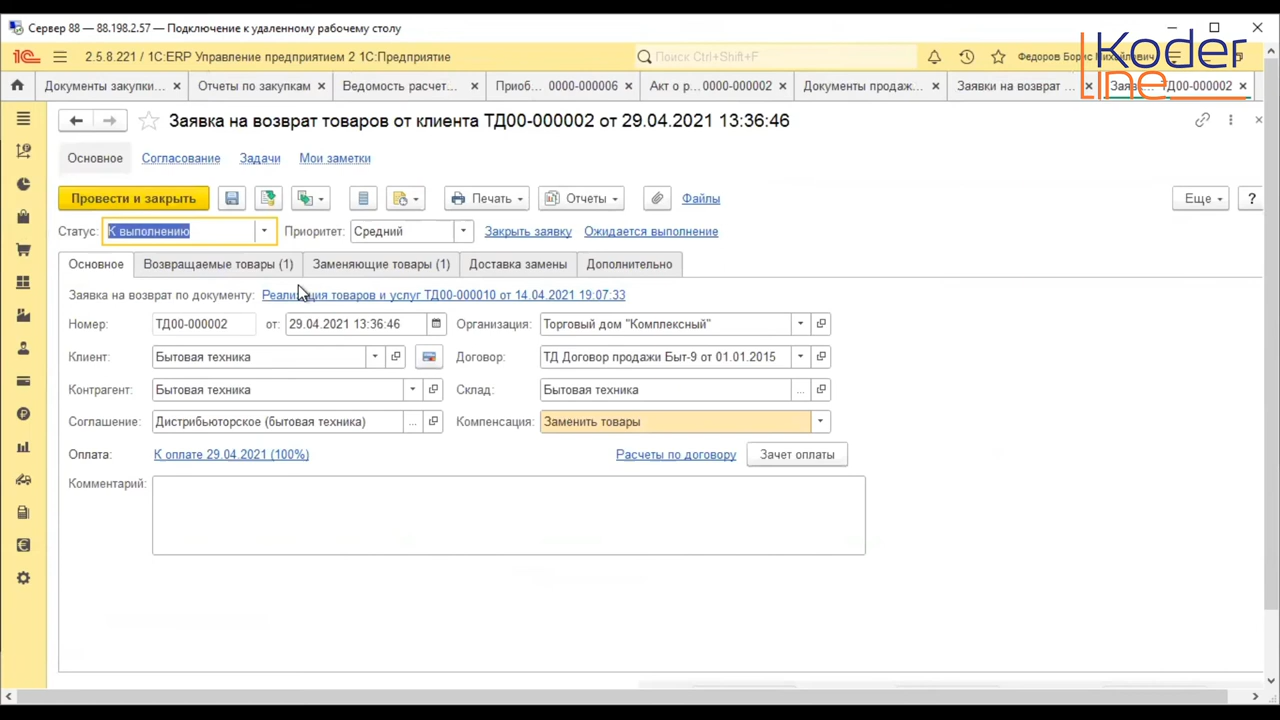 Сервер 88 — 88.198.2.57 — Подключение к удаленному рабочему столу
2.5.8.221 / 1С:ERP Управление предприятием 2 1С:Предприятие
Поиск Ctrl+Shift+F
Федоров Борис Михайлович
Koder
line
Документы закупки...
Отчеты по закупкам
Ведомость расчет...
Приоб... 0000-000006
Акт о р... 0000-000002
Документы продаж...
Заявки на возврат ...
Заяв... ТД00-000002
Заявка на возврат товаров от клиента ТД00-000002 от 29.04.2021 13:36:46
Основное Согласование Задачи Мои заметки
Провести и закрыть Печать Отчеты Файлы Еще ?
Статус: К выполнению Приоритет: Средний Закрыть заявку Ожидается выполнение
Основное Возвращаемые товары (1) Заменяющие товары (1) Доставка замены Дополнительно
Заявка на возврат по документу: Реализация товаров и услуг ТД00-000010 от 14.04.2021 19:07:33
Номер: ТД00-000002 от: 29.04.2021 13:36:46 Организация: Торговый дом "Комплексный"
Клиент: Бытовая техника Договор: ТД Договор продажи Быт-9 от 01.01.2015
Контрагент: Бытовая техника Склад: Бытовая техника ...
Соглашение: Дистрибьюторское (бытовая техника) ... Компенсация: Заменить товары
Оплата: К оплате 29.04.2021 (100%) Расчеты по договору Зачет оплаты
Комментарий: